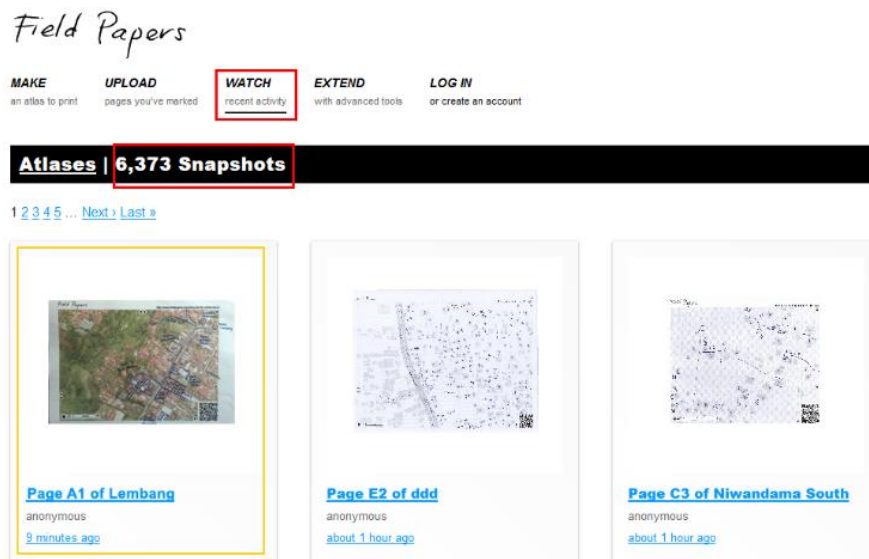 Field Papers
MAKE UPLOAD WATCH EXTEND LOG IN
an atlas to print pages you've marked recent activity with advanced tools or create an account
Atlases | 6,373 Snapshots
1 2 3 4 5 ... Next › Last »
Field Papers
Page A1 of Lembang Page E2 of ddd Page C3 of Niwandama South
anonymous anonymous anonymous
9 minutes ago about 1 hour ago about 1 hour ago